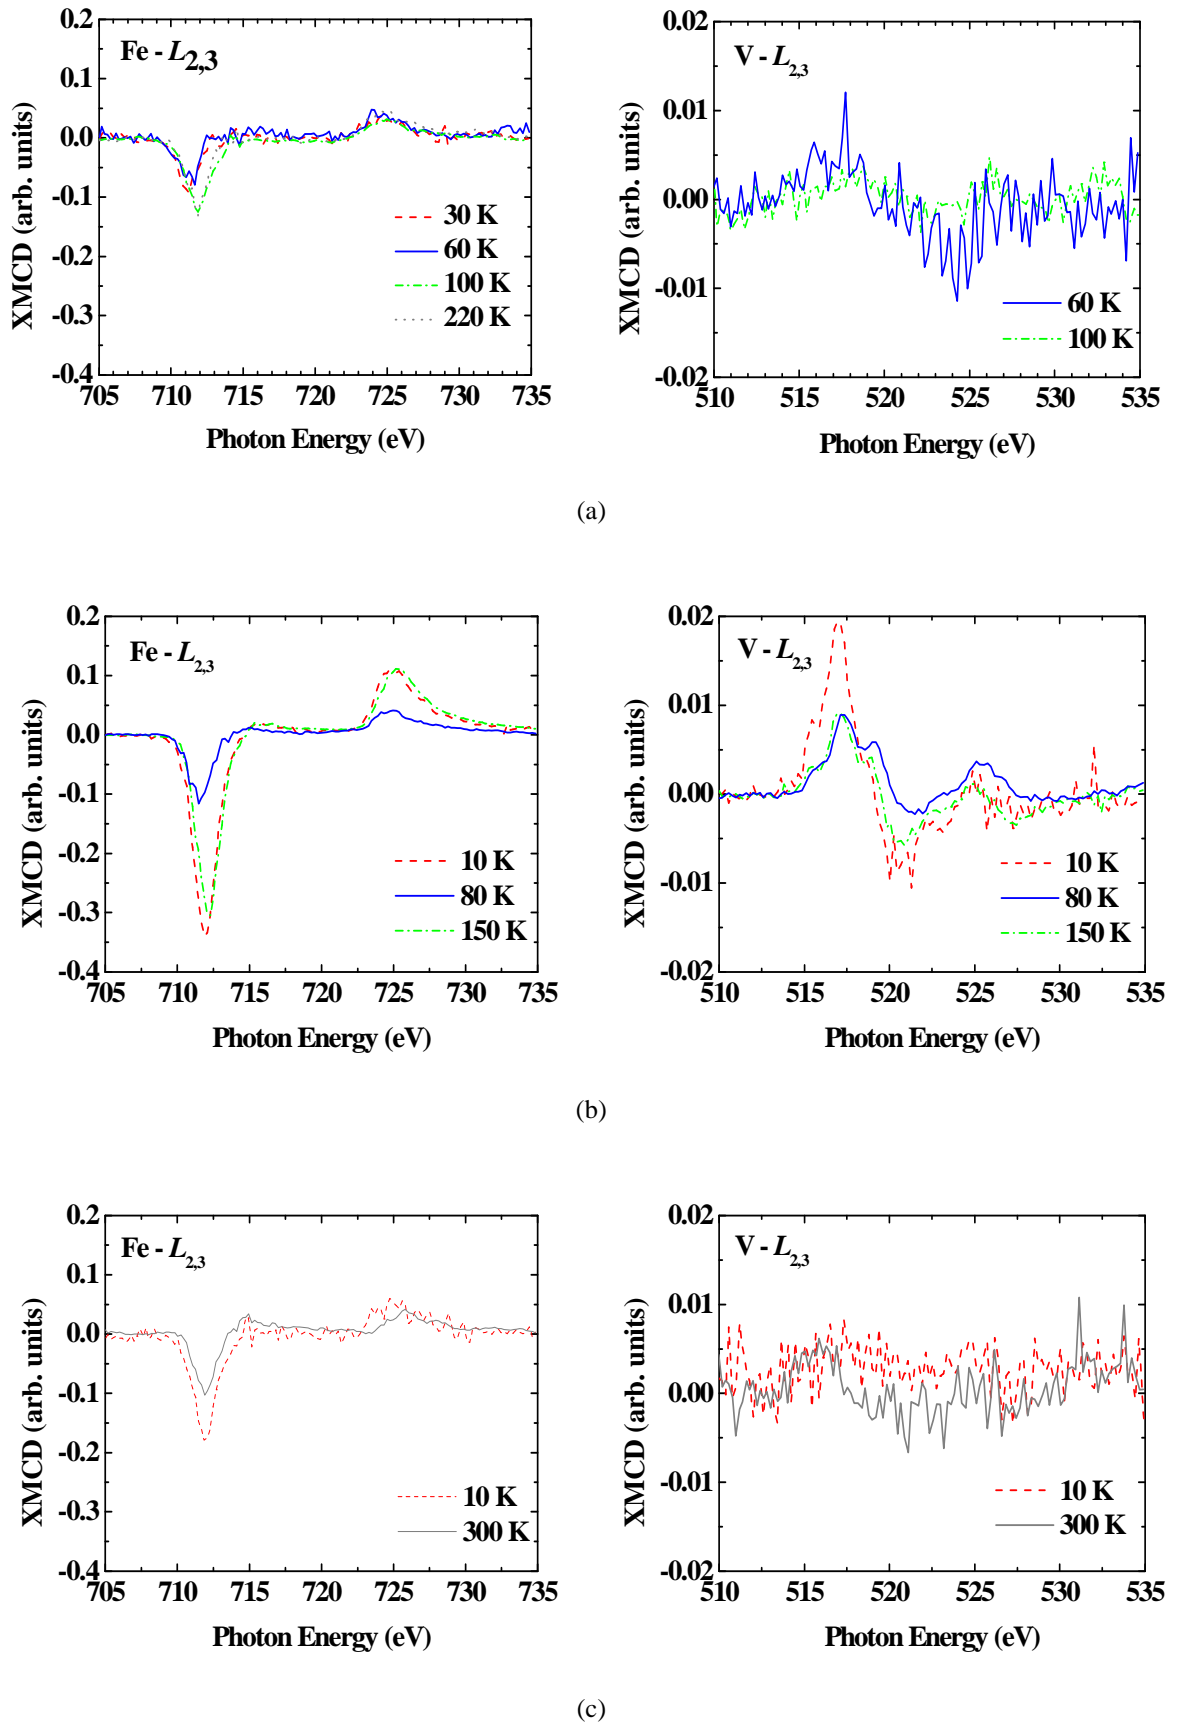 Fe - L2,3
XMCD (arb. units)
0.2
0.1
0.0
-0.1
-0.2
-0.3
-0.4
30 K
60 K
100 K
220 K
705 710 715 720 725 730 735
Photon Energy (eV)
V - L2,3
XMCD (arb. units)
0.02
0.01
0.00
-0.01
-0.02
60 K
100 K
510 515 520 525 530 535
Photon Energy (eV)
(a)
Fe - L2,3
XMCD (arb. units)
0.2
0.1
0.0
-0.1
-0.2
-0.3
-0.4
10 K
80 K
150 K
705 710 715 720 725 730 735
Photon Energy (eV)
V - L2,3
XMCD (arb. units)
0.02
0.01
0.00
-0.01
-0.02
10 K
80 K
150 K
510 515 520 525 530 535
Photon Energy (eV)
(b)
Fe - L2,3
XMCD (arb. units)
0.2
0.1
0.0
-0.1
-0.2
-0.3
-0.4
10 K
300 K
705 710 715 720 725 730 735
Photon Energy (eV)
V - L2,3
XMCD (arb. units)
0.02
0.01
0.00
-0.01
-0.02
10 K
300 K
510 515 520 525 530 535
Photon Energy (eV)
(c)